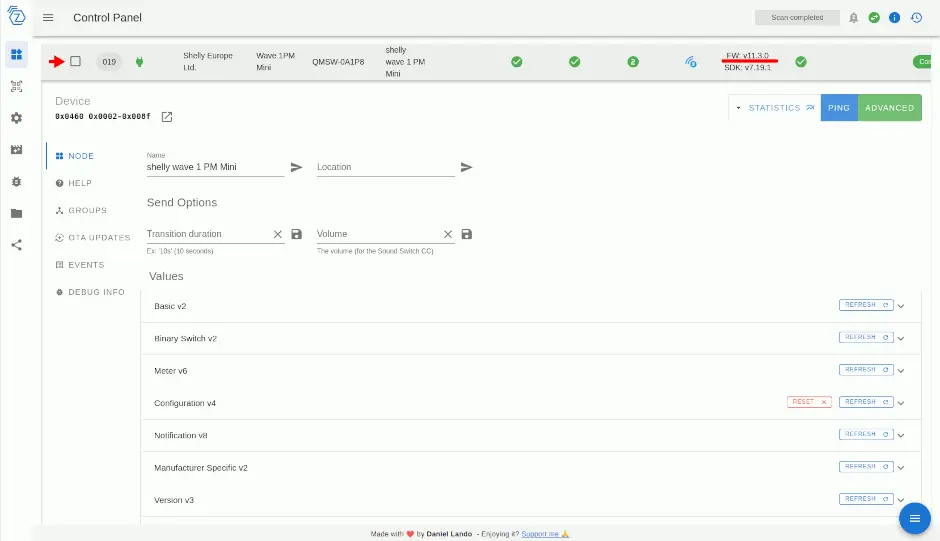 Control Panel
Scan completed
019
Shelly Europe
Ltd.
Wave 1PM
Mini
QMSW-0A1P8
shelly
wave 1 PM
Mini
2
FW: v11.3.0
SDK: v7.19.1
Device
0x0460 0x0002-0x008f
STATISTICS
PING
ADVANCED
NODE
HELP
GROUPS
OTA UPDATES
EVENTS
DEBUG INFO
Name
shelly wave 1 PM Mini
Location
Send Options
Transition duration
Ex: '10s' (10 seconds)
Volume
The volume (for the Sound Switch CC)
Values
Basic v2
REFRESH
Binary Switch v2
REFRESH
Meter v6
REFRESH
Configuration v4
RESET
REFRESH
Notification v8
REFRESH
Manufacturer Specific v2
REFRESH
Version v3
REFRESH
Made with ❤️ by Daniel Lando - Enjoying it? Support me 🙏